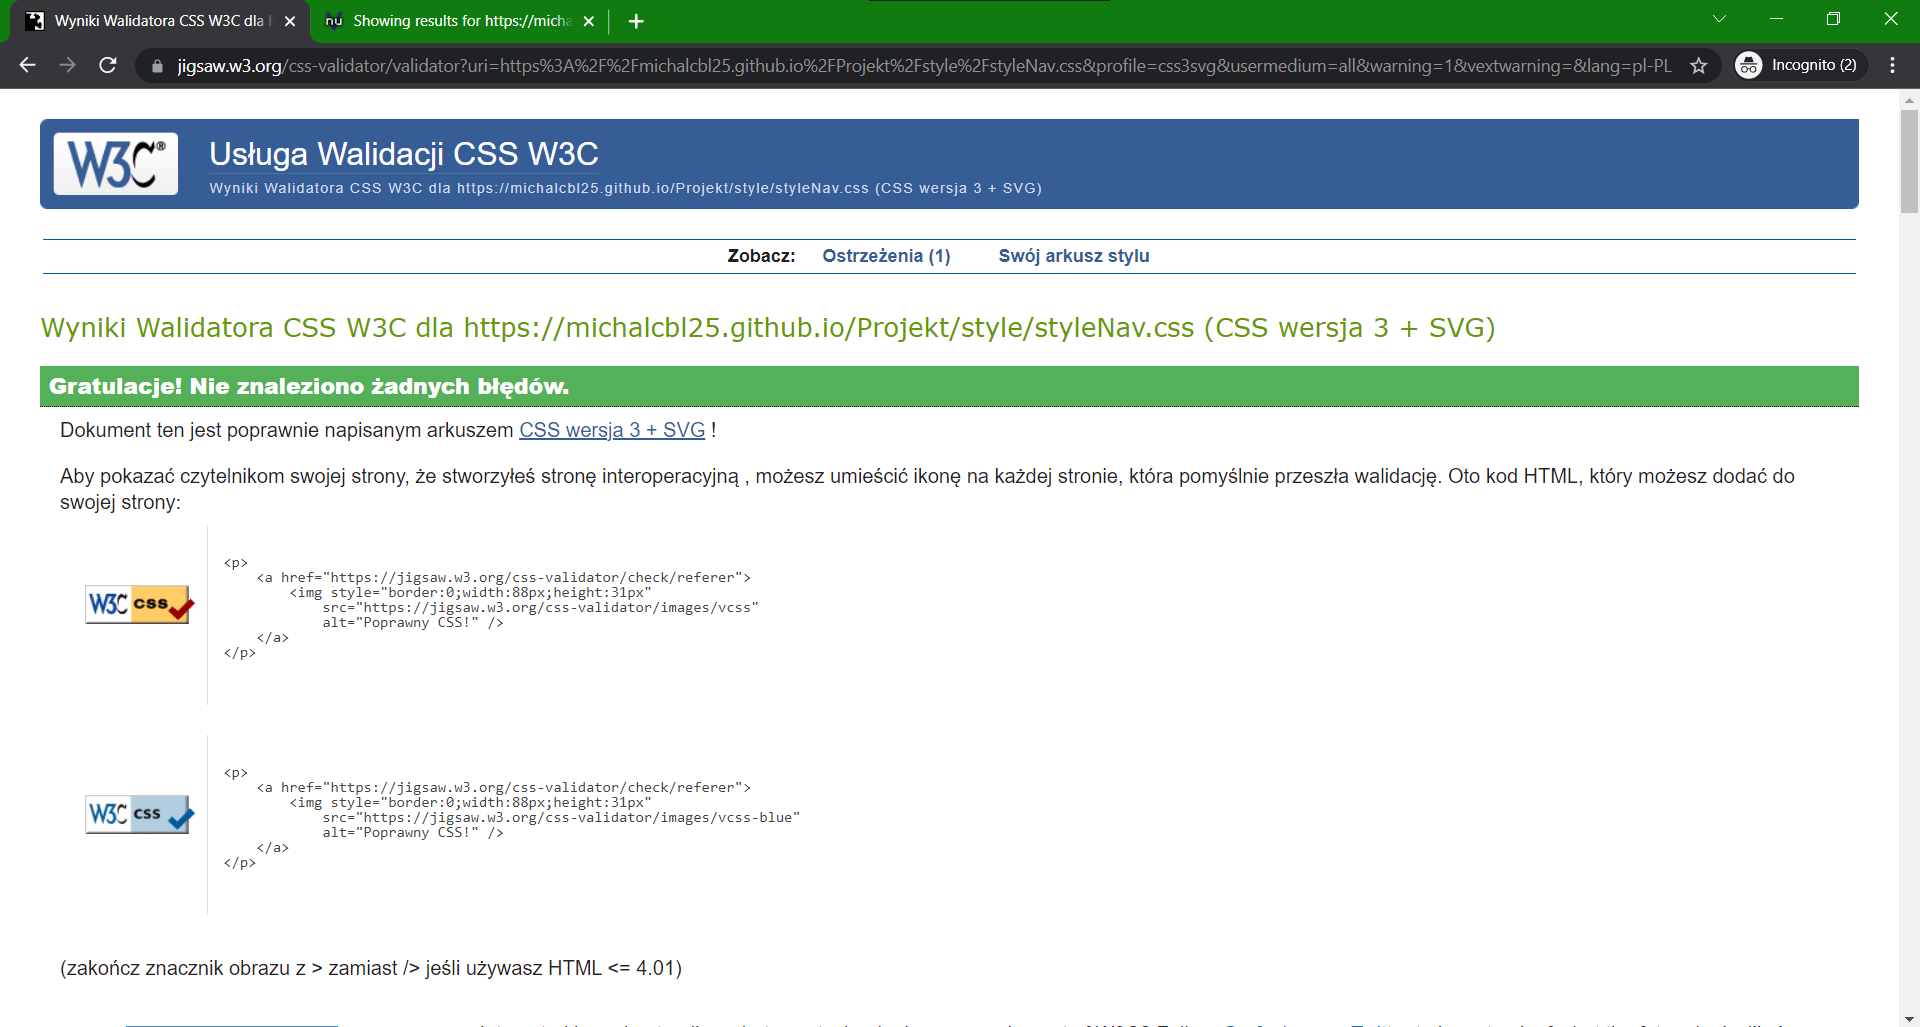 Wyniki Walidatora CSS W3C dla
Showing results for https://micha
jigsaw.w3.org/css-validator/validator?uri=https%3A%2F%2Fmichalcbl25.github.io%2FProjekt%2Fstyle%2FstyleNav.css&profile=css3svg&usermedium=all&warning=1&vextwarning=&lang=pl-PL
Incognito (2)
W3C®
Usługa Walidacji CSS W3C
Wyniki Walidatora CSS W3C dla https://michalcbl25.github.io/Projekt/style/styleNav.css (CSS wersja 3 + SVG)
Zobacz: Ostrzeżenia (1) Swój arkusz stylu
Wyniki Walidatora CSS W3C dla https://michalcbl25.github.io/Projekt/style/styleNav.css (CSS wersja 3 + SVG)
Gratulacje! Nie znaleziono żadnych błędów.
Dokument ten jest poprawnie napisanym arkuszem CSS wersja 3 + SVG !
Aby pokazać czytelnikom swojej strony, że stworzyłeś stronę interoperacyjną , możesz umieścić ikonę na każdej stronie, która pomyślnie przeszła walidację. Oto kod HTML, który możesz dodać do
swojej strony:
W3C css
<p>
<a href="https://jigsaw.w3.org/css-validator/check/referer">
<img style="border:0;width:88px;height:31px"
src="https://jigsaw.w3.org/css-validator/images/vcss"
alt="Poprawny CSS!" />
</a>
</p>
W3C css
<p>
<a href="https://jigsaw.w3.org/css-validator/check/referer">
<img style="border:0;width:88px;height:31px"
src="https://jigsaw.w3.org/css-validator/images/vcss-blue"
alt="Poprawny CSS!" />
</a>
</p>
(zakończ znacznik obrazu z > zamiast /> jeśli używasz HTML <= 4.01)